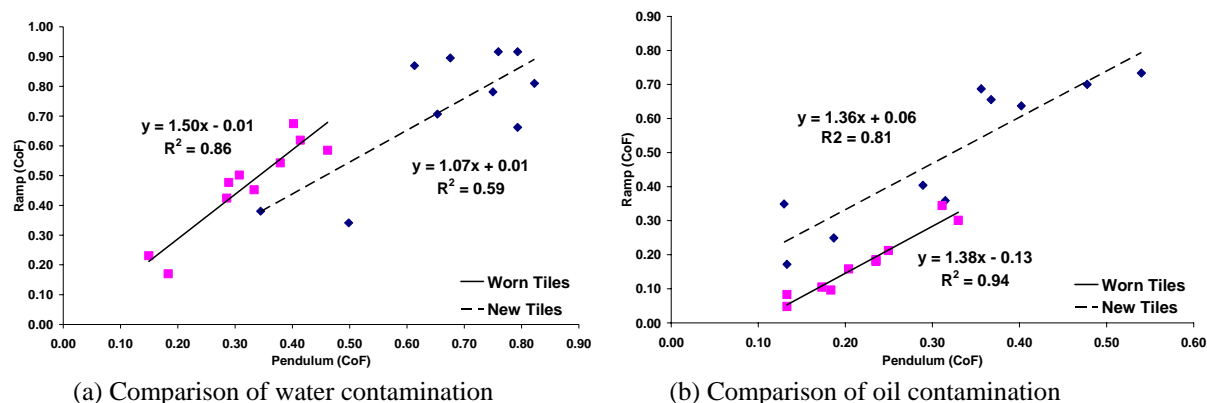 1.00
0.90
0.80
0.70
0.60
0.50
0.40
0.30
0.20
0.10
0.00
Ramp (CoF)
y = 1.50x - 0.01
R² = 0.86
y = 1.07x + 0.01
R² = 0.59
Worn Tiles
New Tiles
0.00 0.10 0.20 0.30 0.40 0.50 0.60 0.70 0.80 0.90
Pendulum (CoF)
(a) Comparison of water contamination
0.90
0.80
0.70
0.60
0.50
0.40
0.30
0.20
0.10
0.00
Ramp (CoF)
y = 1.36x + 0.06
R2 = 0.81
y = 1.38x - 0.13
R² = 0.94
Worn Tiles
New Tiles
0.00 0.10 0.20 0.30 0.40 0.50 0.60
Pendulum (CoF)
(b) Comparison of oil contamination